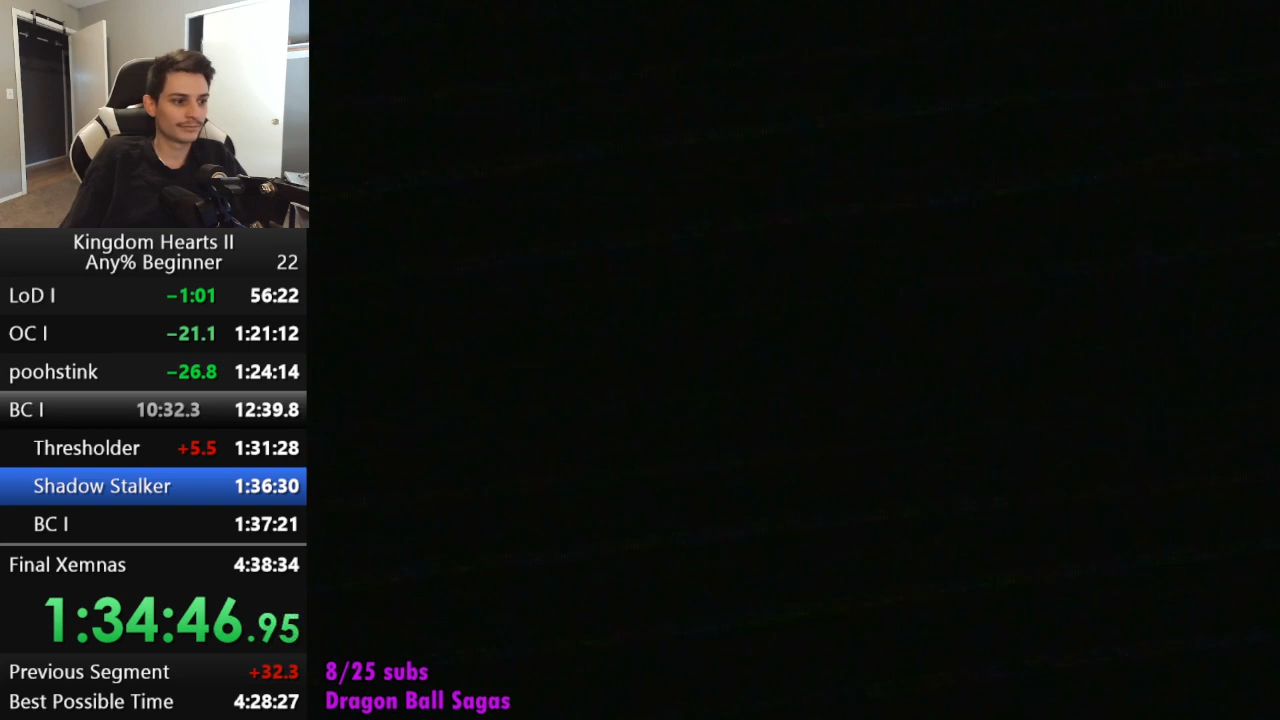 Kingdom Hearts II
Any% Beginner 22
LoD I -1:01 56:22
OC I -21.1 1:21:12
poohstink -26.8 1:24:14
BC I 10:32.3 12:39.8
Thresholder +5.5 1:31:28
Shadow Stalker 1:36:30
BC I 1:37:21
Final Xemnas 4:38:34
1:34:46.95
Previous Segment +32.3
Best Possible Time 4:28:27
8/25 subs
Dragon Ball Sagas